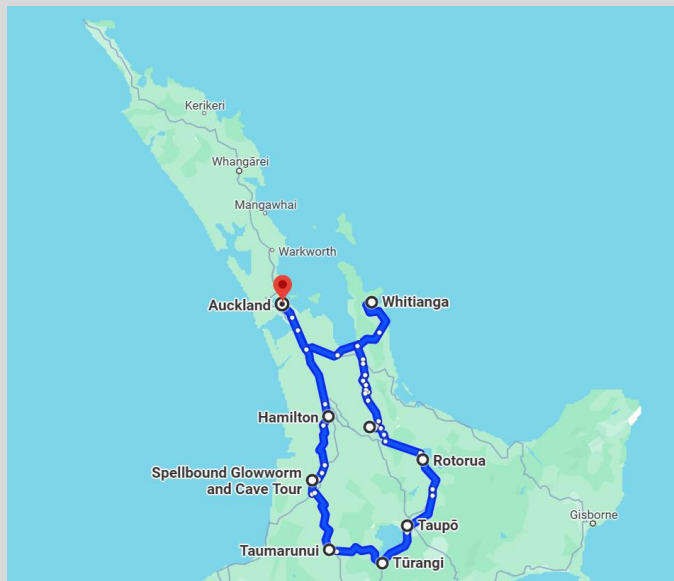 Kerikeri
Whangārei
Mangawhai
Warkworth
Auckland
Whitianga
Hamilton
Rotorua
Spellbound Glowworm
and Cave Tour
Taupō
Gisborne
Taumarunui
Tūrangi